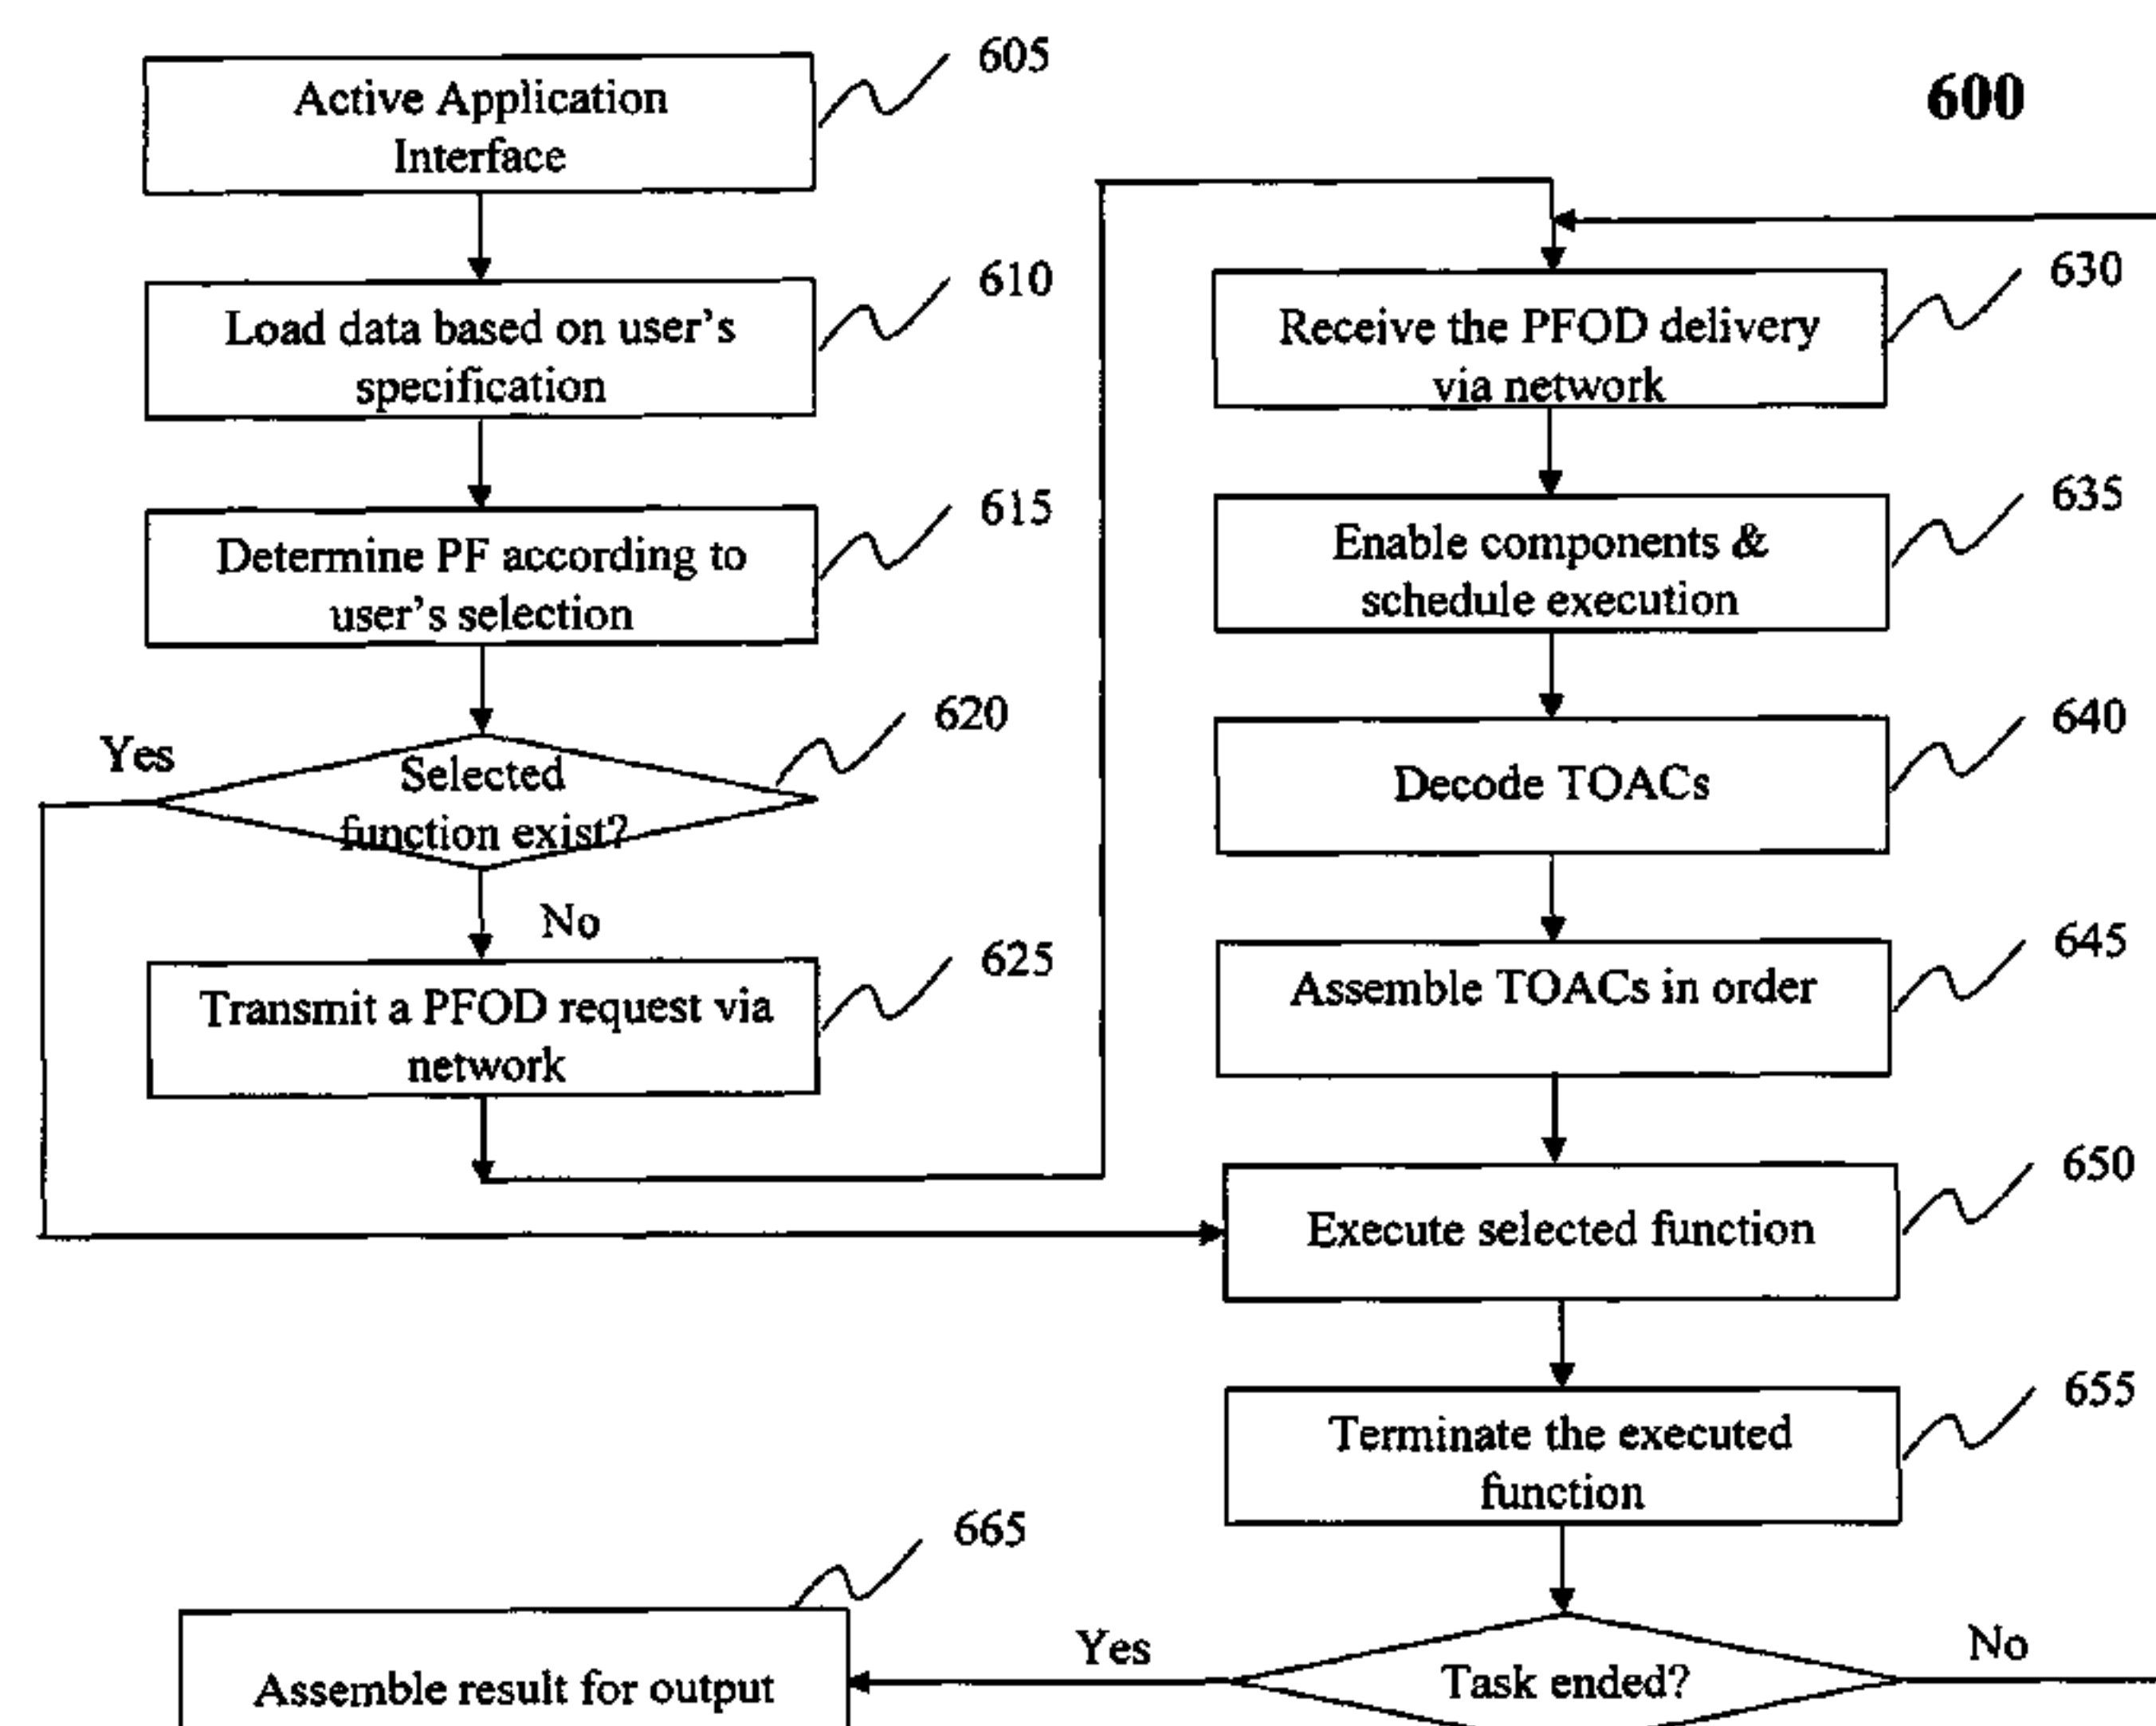 600
605
Active Application
Interface
610
Load data based on user's
specification
615
Determine PF according to
user's selection
620
Yes
Selected
function exist?
No
625
Transmit a PFOD request via
network
630
Receive the PFOD delivery
via network
635
Enable components &
schedule execution
640
Decode TOACs
645
Assemble TOACs in order
650
Execute selected function
655
Terminate the executed
function
Task ended?
Yes
No
665
Assemble result for output